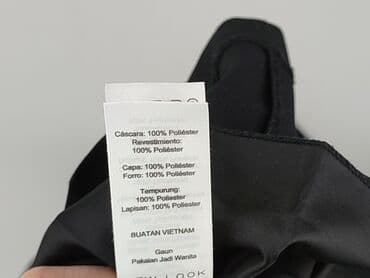 Cáscara: 100% Poliéster
Revestimiento:
100% Poliéster
Capa: 100% Poliéster
Forro: 100% Poliéster
Tempurung:
100% Poliester
Lapisan: 100% Poliester
BUATAN VIETNAM
Gaun
Pakaian Jadi Wanita